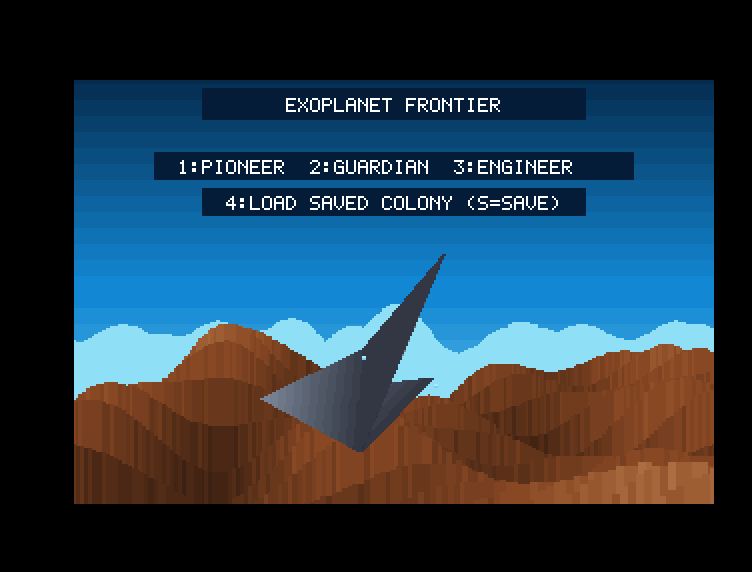 EXOPLANET FRONTIER
1:PIONEER 2:GUARDIAN 3:ENGINEER
4:LOAD SAVED COLONY (S=SAVE)